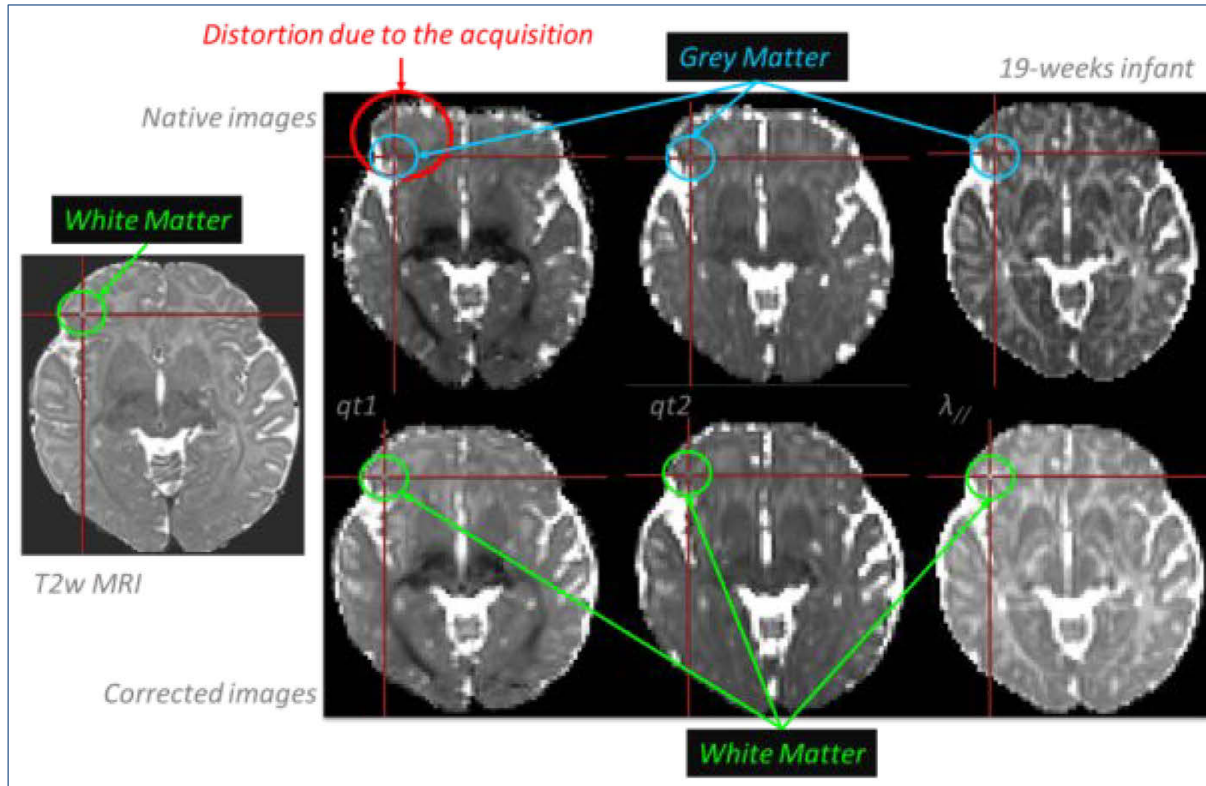 Distortion due to the acquisition
Grey Matter
19-weeks infant
Native images
White Matter
qt1
qt2
λ//
T2w MRI
Corrected images
White Matter